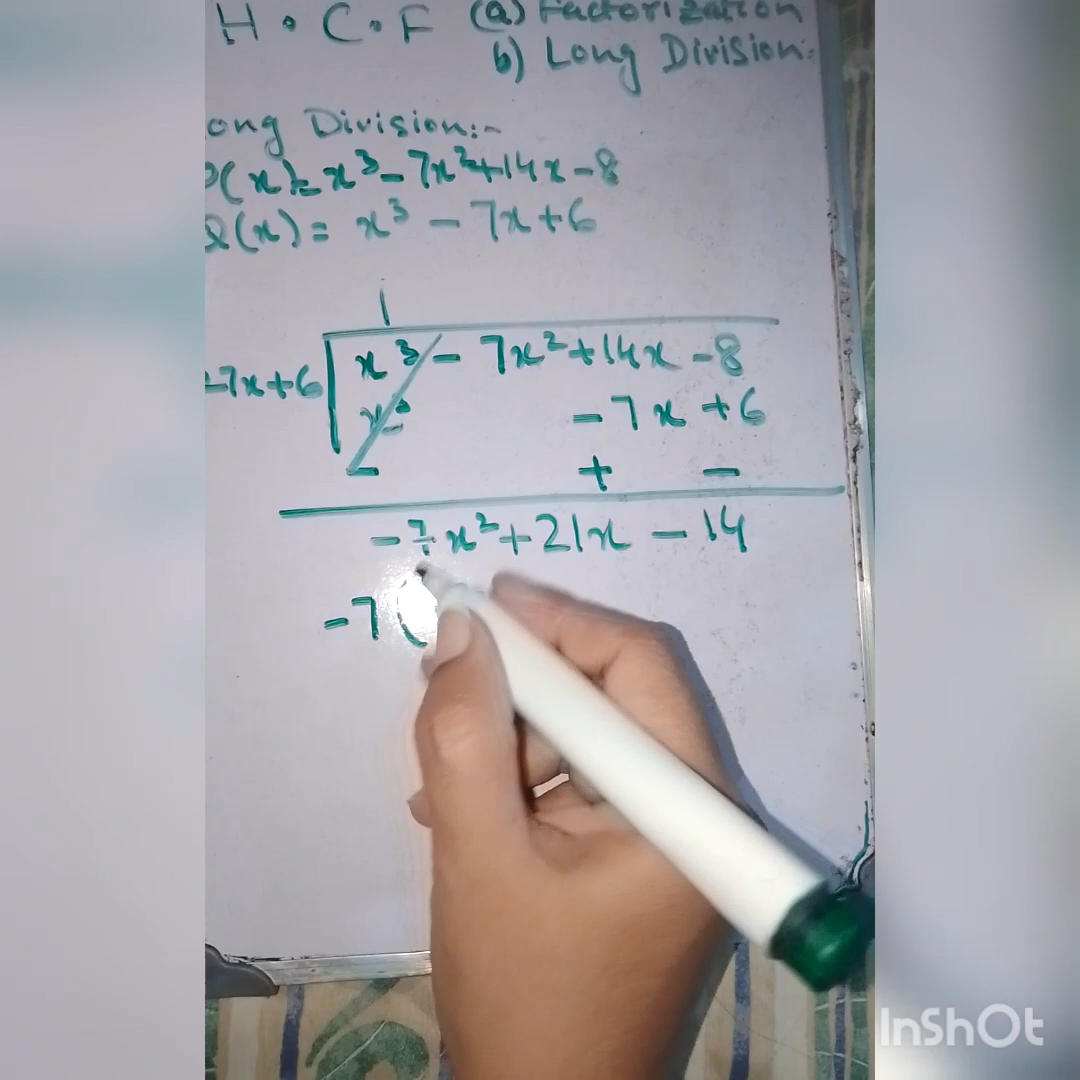 H.C.F (a) Factorization
b) Long Division:
ong Division:-
P(x)=x³-7x²+14x-8
Q(x) = x³ - 7x+6
1
-7x+6 x³ - 7x²+14x -8
x³ -7x +6
- + -
-7x²+21x - 14
-7(
InShOt